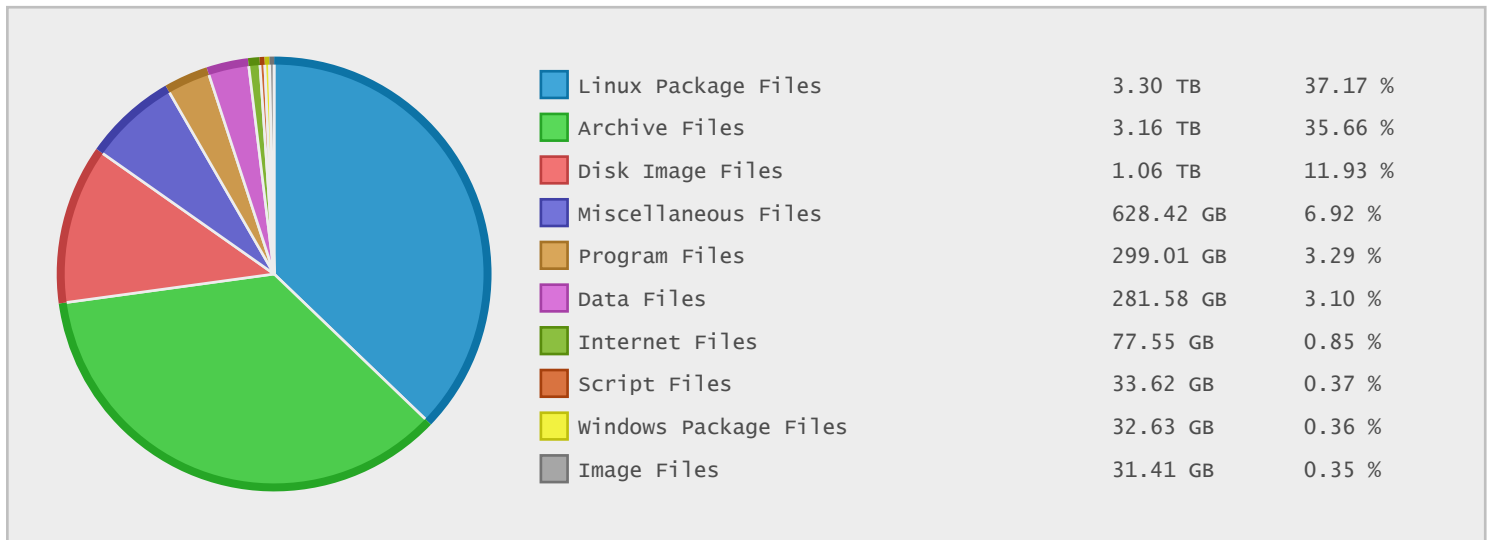 Linux Package Files 3.30 TB 37.17 %
Archive Files 3.16 TB 35.66 %
Disk Image Files 1.06 TB 11.93 %
Miscellaneous Files 628.42 GB 6.92 %
Program Files 299.01 GB 3.29 %
Data Files 281.58 GB 3.10 %
Internet Files 77.55 GB 0.85 %
Script Files 33.62 GB 0.37 %
Windows Package Files 32.63 GB 0.36 %
Image Files 31.41 GB 0.35 %